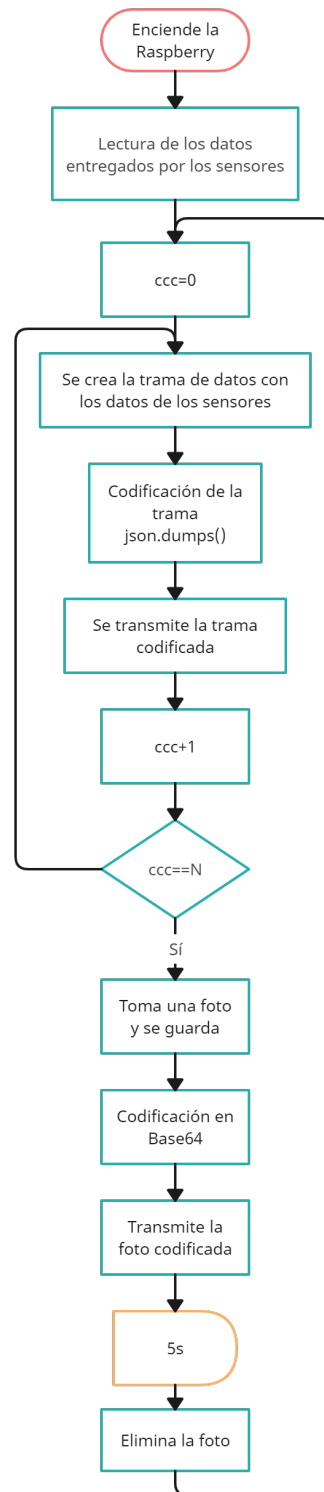 Enciende la
Raspberry
Lectura de los datos
entregados por los sensores
ccc=0
Se crea la trama de datos con
los datos de los sensores
Codificación de la
trama
json.dumps()
Se transmite la trama
codificada
ccc+1
ccc==N
Sí
Toma una foto
y se guarda
Codificación en
Base64
Transmite la
foto codificada
5s
Elimina la foto